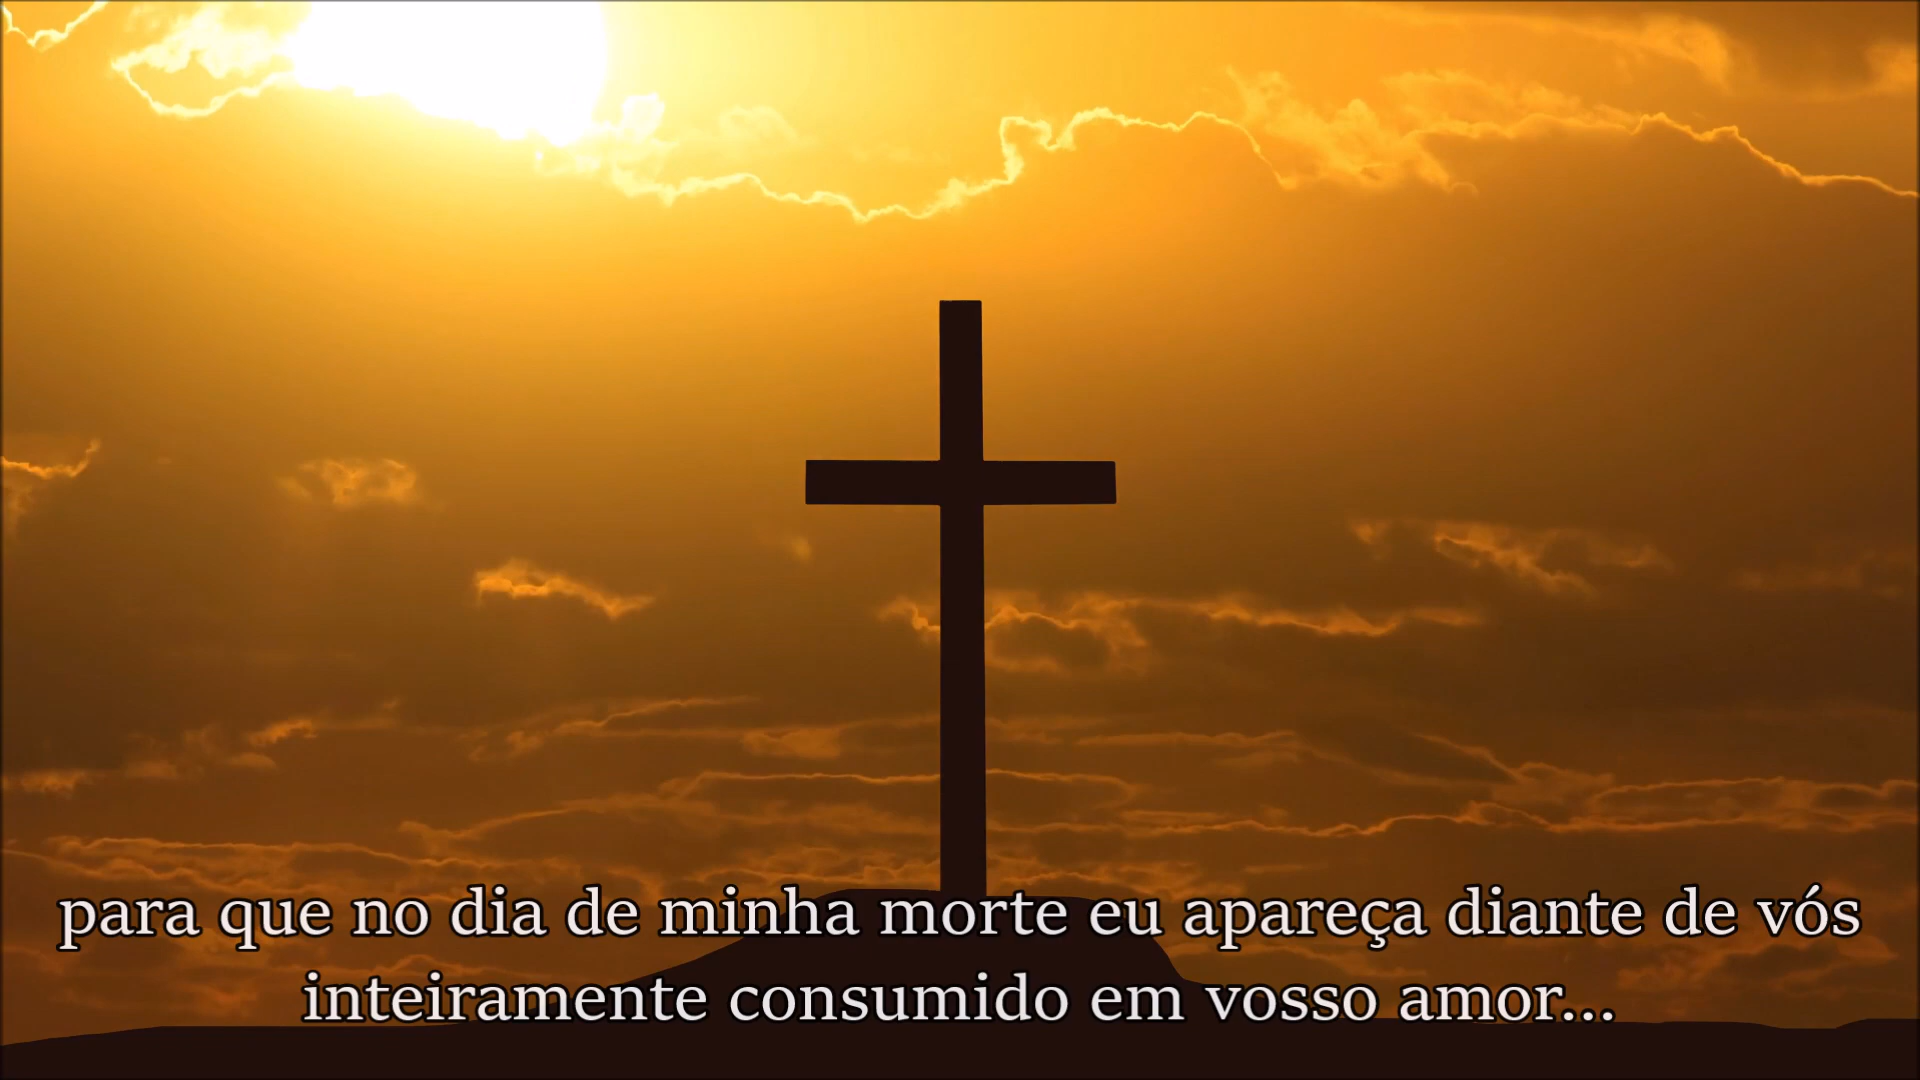 para que no dia de minha morte eu apareça diante de vós
inteiramente consumido em vosso amor...